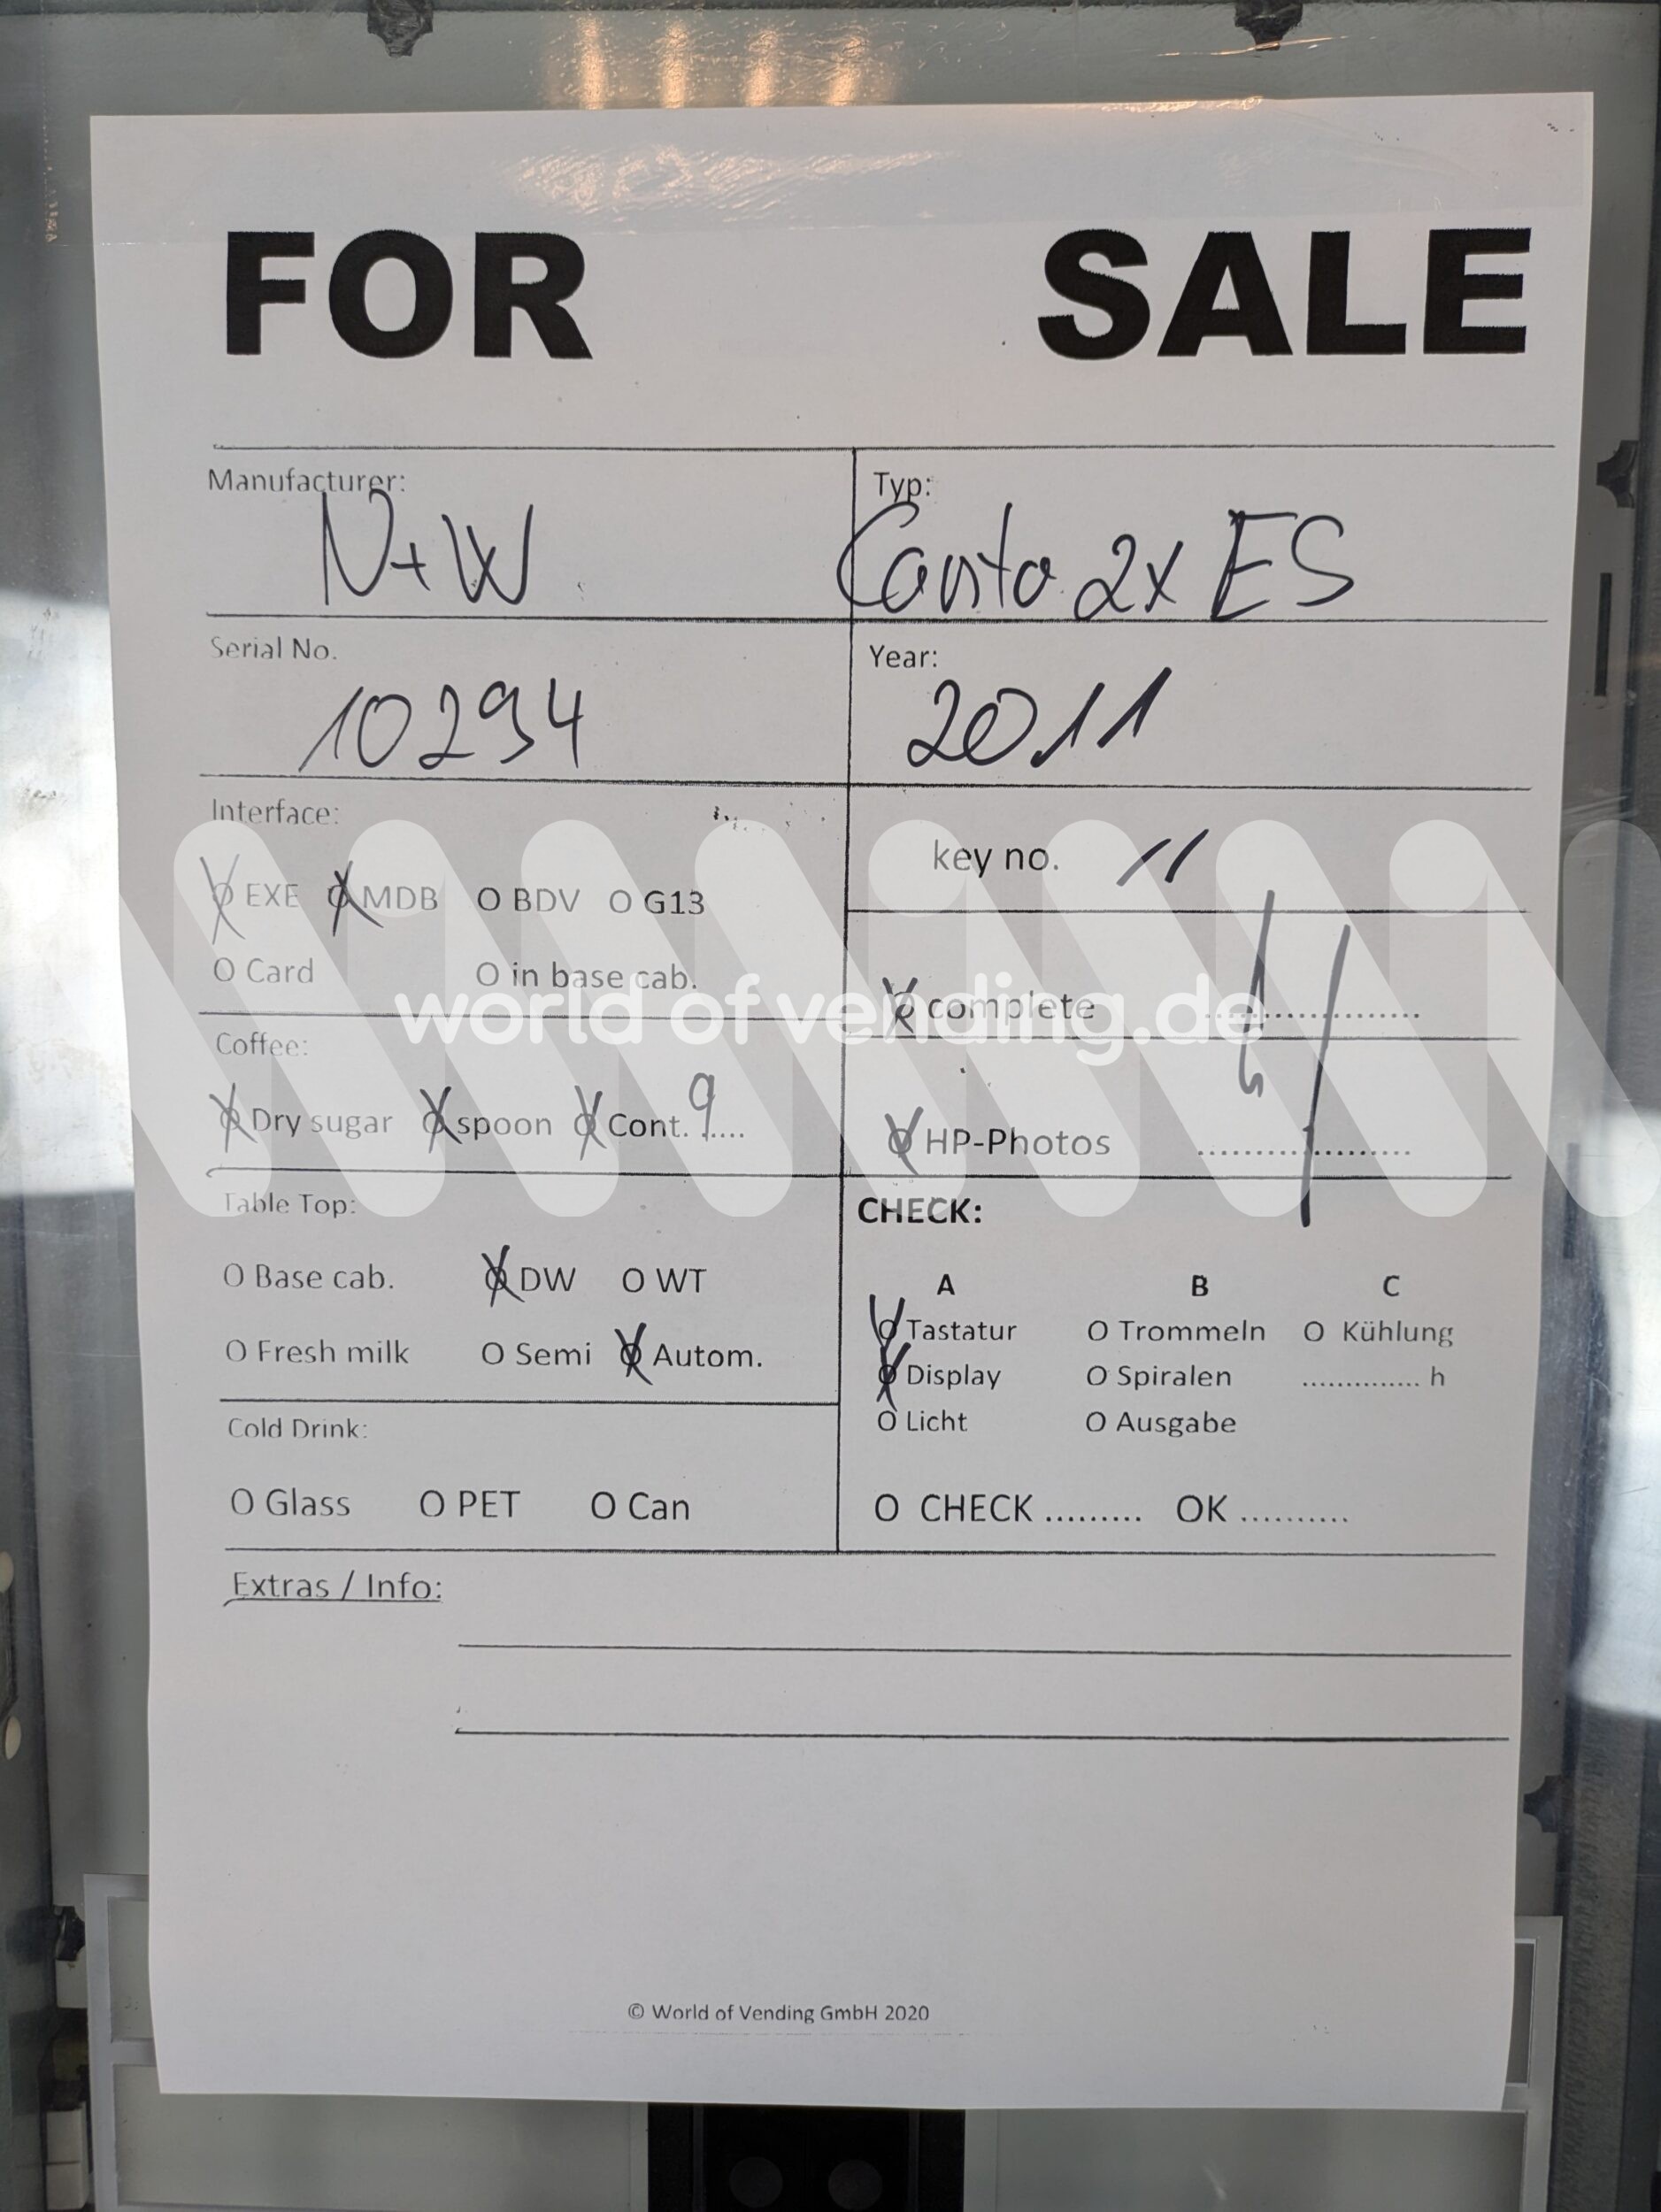 FOR SALE
Manufacturer: Typ:
N+W Canto 2x ES
Serial No. Year:
10294 2011
Interface:
key no. 11
O EXE O MDB O BDV O G13
O Card O in base cab.
O complete ....................
world of vending.de
Coffee:
O Dry sugar O spoon O Cont. 9.....
O HP-Photos ....................
Table Top:
CHECK:
O Base cab. O DW O WT
A B C
O Tastatur O Trommeln O Kühlung
O Fresh milk O Semi O Autom.
O Display O Spiralen .............. h
O Licht O Ausgabe
Cold Drink:
O Glass O PET O Can
O CHECK ......... OK ..........
Extras / Info:
© World of Vending GmbH 2020